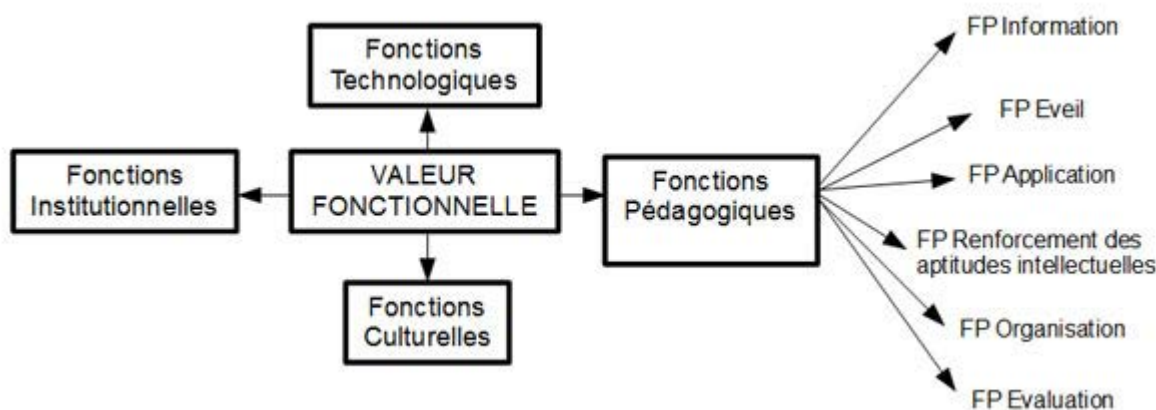 Fonctions
Technologiques
Fonctions
Institutionnelles
VALEUR
FONCTIONNELLE
Fonctions
Pédagogiques
Fonctions
Culturelles
FP Information
FP Eveil
FP Application
FP Renforcement des
aptitudes intellectuelles
FP Organisation
FP Evaluation